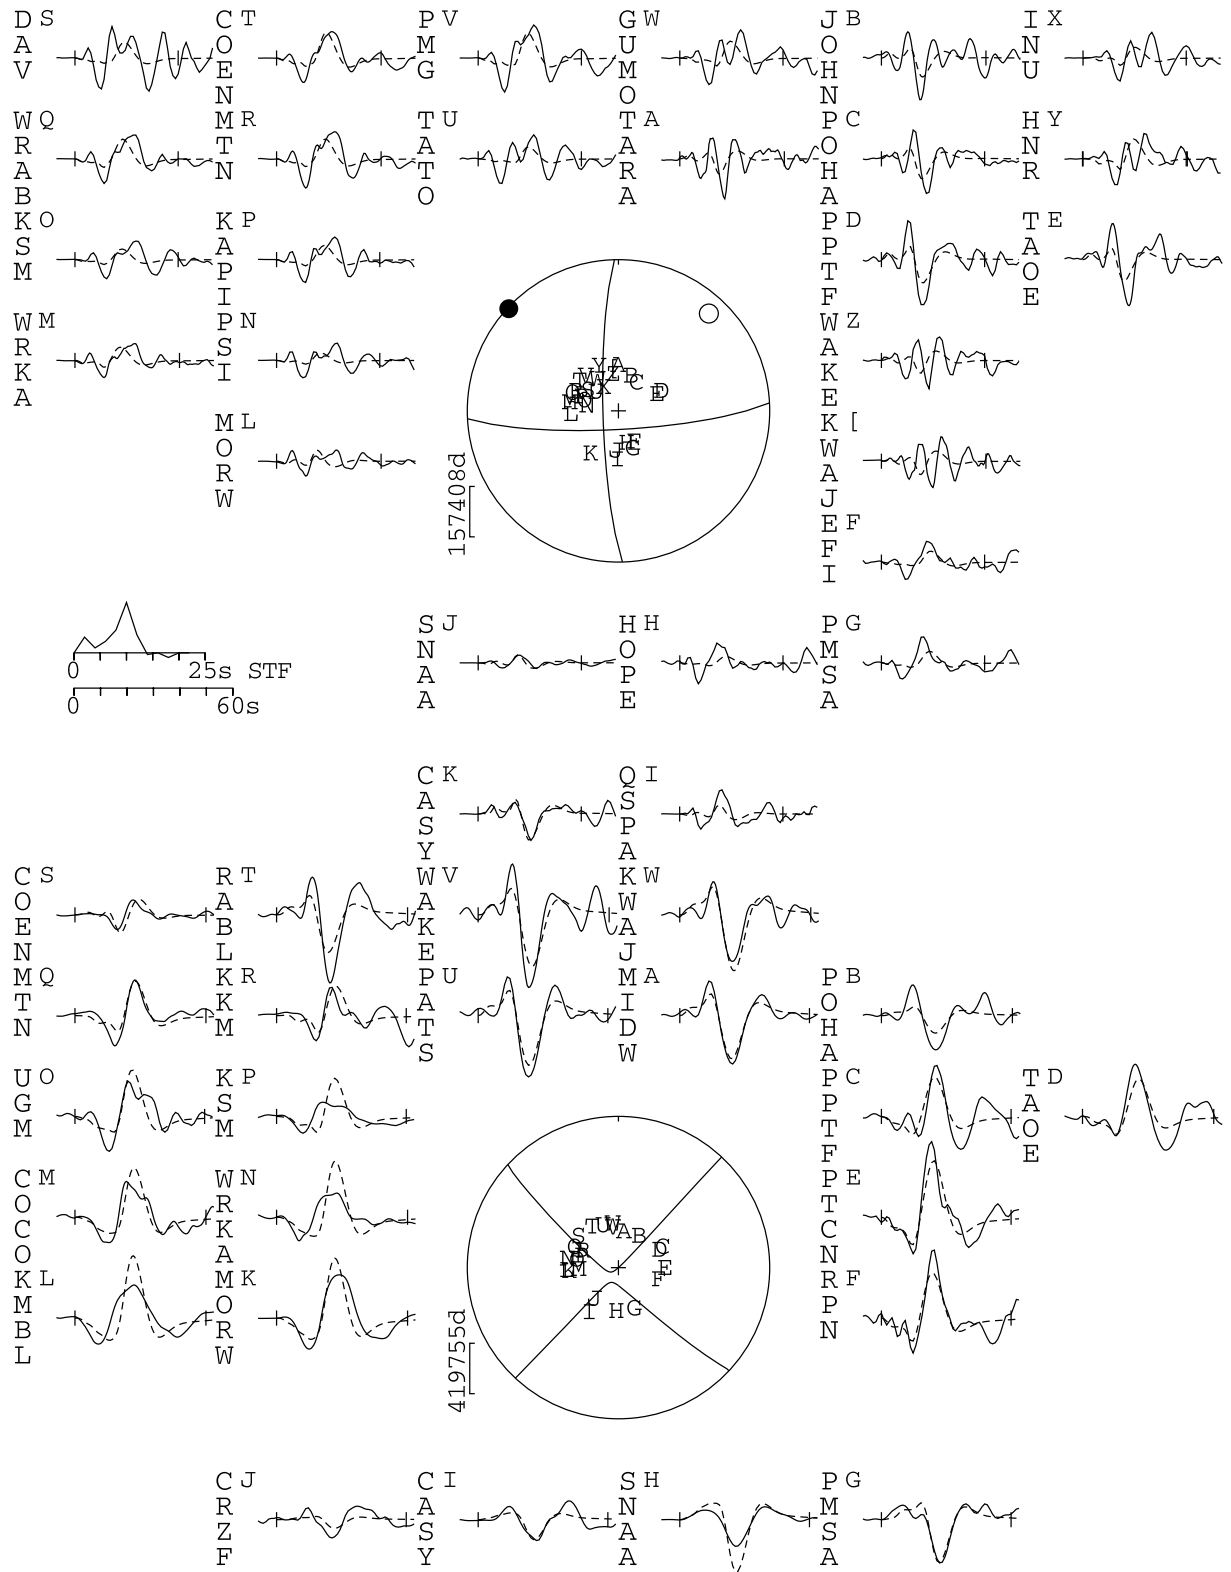 DAV S
COEN T
PMG V
GUMO W
JOHN B
INU X
WRAB Q
MTN R
TATO U
TARA A
POHA C
HNR Y
KSM O
KAPI P
PPTF D
TAOE E
WRKA M
PSI N
WAKE Z
MORW L
KWAJ [
EFI F
157408d
SNAA J
HOPE H
PMSA G
0 25s STF
0 60s
CASY K
QSPA I
COEN S
RABL T
WAKE V
KWAJ W
MTN Q
KKM R
PATS U
MIDW A
POHA B
UGM O
KSM P
PPTF C
TAOE D
COCO M
WRKA N
PTCN E
KMBL L
MORW K
RPN F
419755d
CRZF J
CASY I
SNAA H
PMSA G